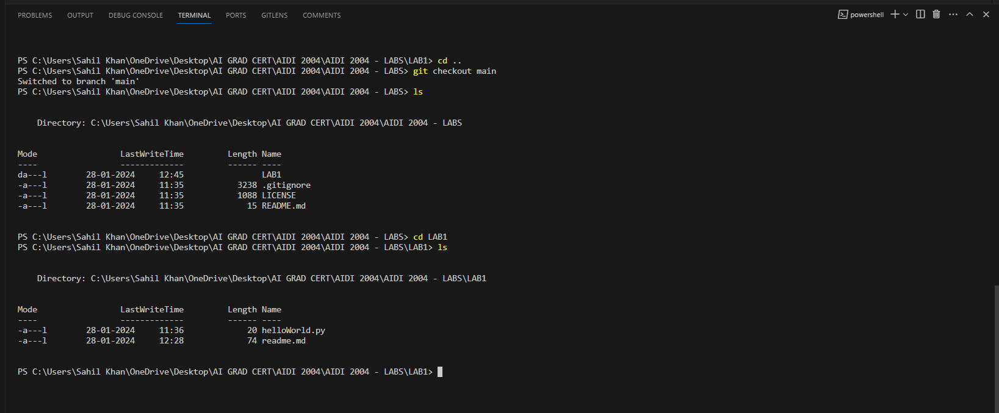 PROBLEMS OUTPUT DEBUG CONSOLE TERMINAL PORTS GITLENS COMMENTS powershell
PS C:\Users\Sahil Khan\OneDrive\Desktop\AI GRAD CERT\AIDI 2004\AIDI 2004 - LABS\LAB1> cd ..
PS C:\Users\Sahil Khan\OneDrive\Desktop\AI GRAD CERT\AIDI 2004\AIDI 2004 - LABS> git checkout main
Switched to branch 'main'
PS C:\Users\Sahil Khan\OneDrive\Desktop\AI GRAD CERT\AIDI 2004\AIDI 2004 - LABS> ls
    Directory: C:\Users\Sahil Khan\OneDrive\Desktop\AI GRAD CERT\AIDI 2004\AIDI 2004 - LABS
Mode                 LastWriteTime         Length Name
----                 -------------         ------ ----
da---l        28-01-2024     12:45                LAB1
-a---l        28-01-2024     11:35           3238 .gitignore
-a---l        28-01-2024     11:35           1088 LICENSE
-a---l        28-01-2024     11:35             15 README.md
PS C:\Users\Sahil Khan\OneDrive\Desktop\AI GRAD CERT\AIDI 2004\AIDI 2004 - LABS> cd LAB1
PS C:\Users\Sahil Khan\OneDrive\Desktop\AI GRAD CERT\AIDI 2004\AIDI 2004 - LABS\LAB1> ls
    Directory: C:\Users\Sahil Khan\OneDrive\Desktop\AI GRAD CERT\AIDI 2004\AIDI 2004 - LABS\LAB1
Mode                 LastWriteTime         Length Name
----                 -------------         ------ ----
-a---l        28-01-2024     11:36             20 helloWorld.py
-a---l        28-01-2024     12:28             74 readme.md
PS C:\Users\Sahil Khan\OneDrive\Desktop\AI GRAD CERT\AIDI 2004\AIDI 2004 - LABS\LAB1>